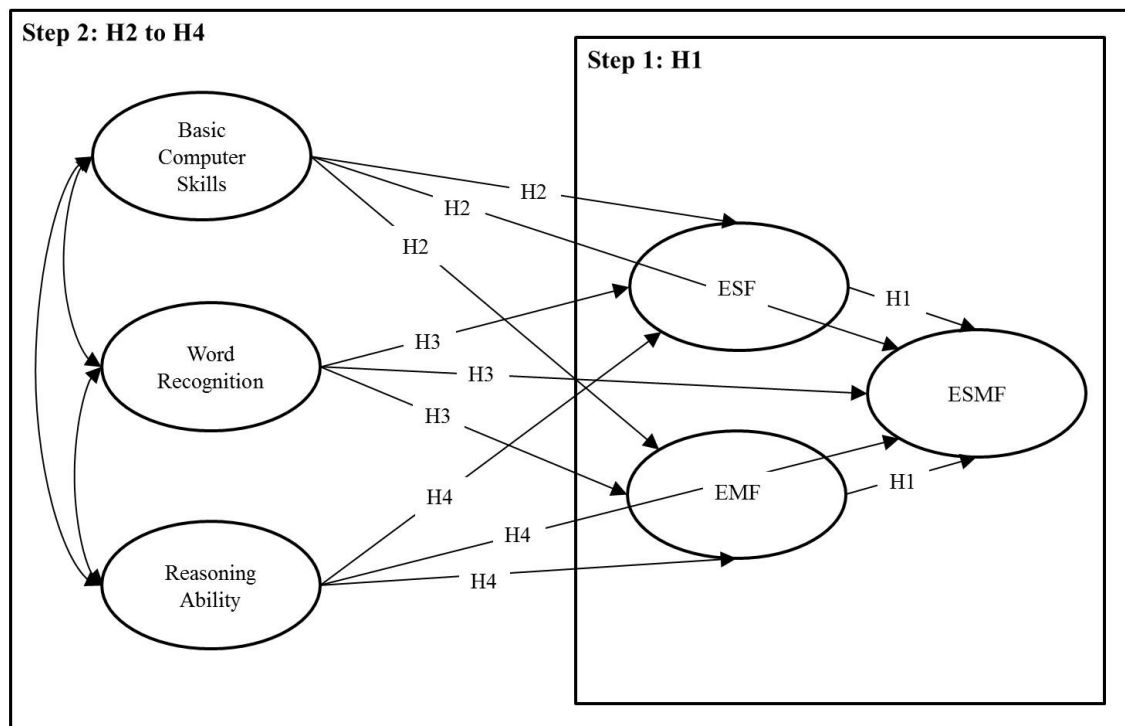 Step 2: H2 to H4
Step 1: H1
Basic
Computer
Skills
H2
H2
H2
ESF
H1
Word
Recognition
H3
H3
H3
ESMF
H4
EMF
H1
H4
H4
Reasoning
Ability